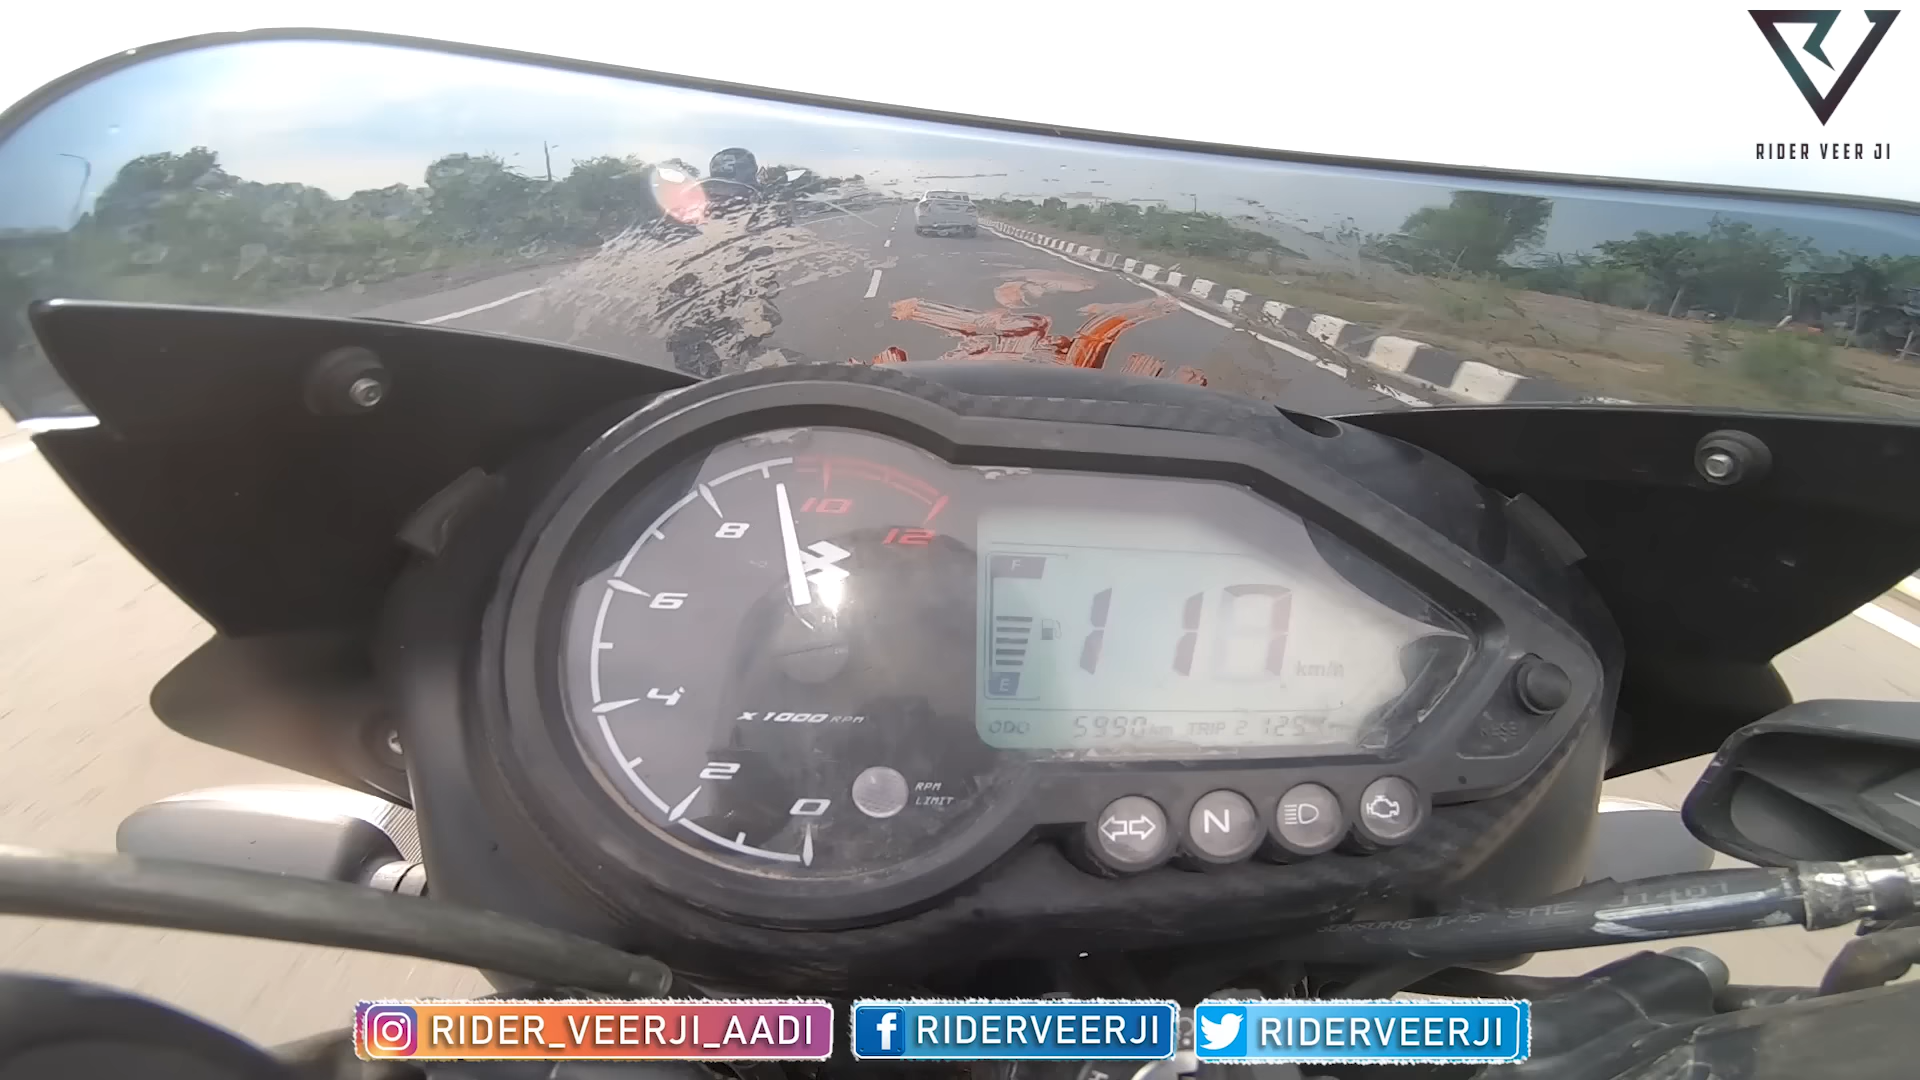 RIDER VEER JI
10
8
12
6
F
117
km/h
4
E
X 1000 RPM
ODO 5990 km TRIP 2
2
RPM
LIMIT
0
N
RIDER_VEERJI_AADI
RIDERVEERJI
RIDERVEERJI